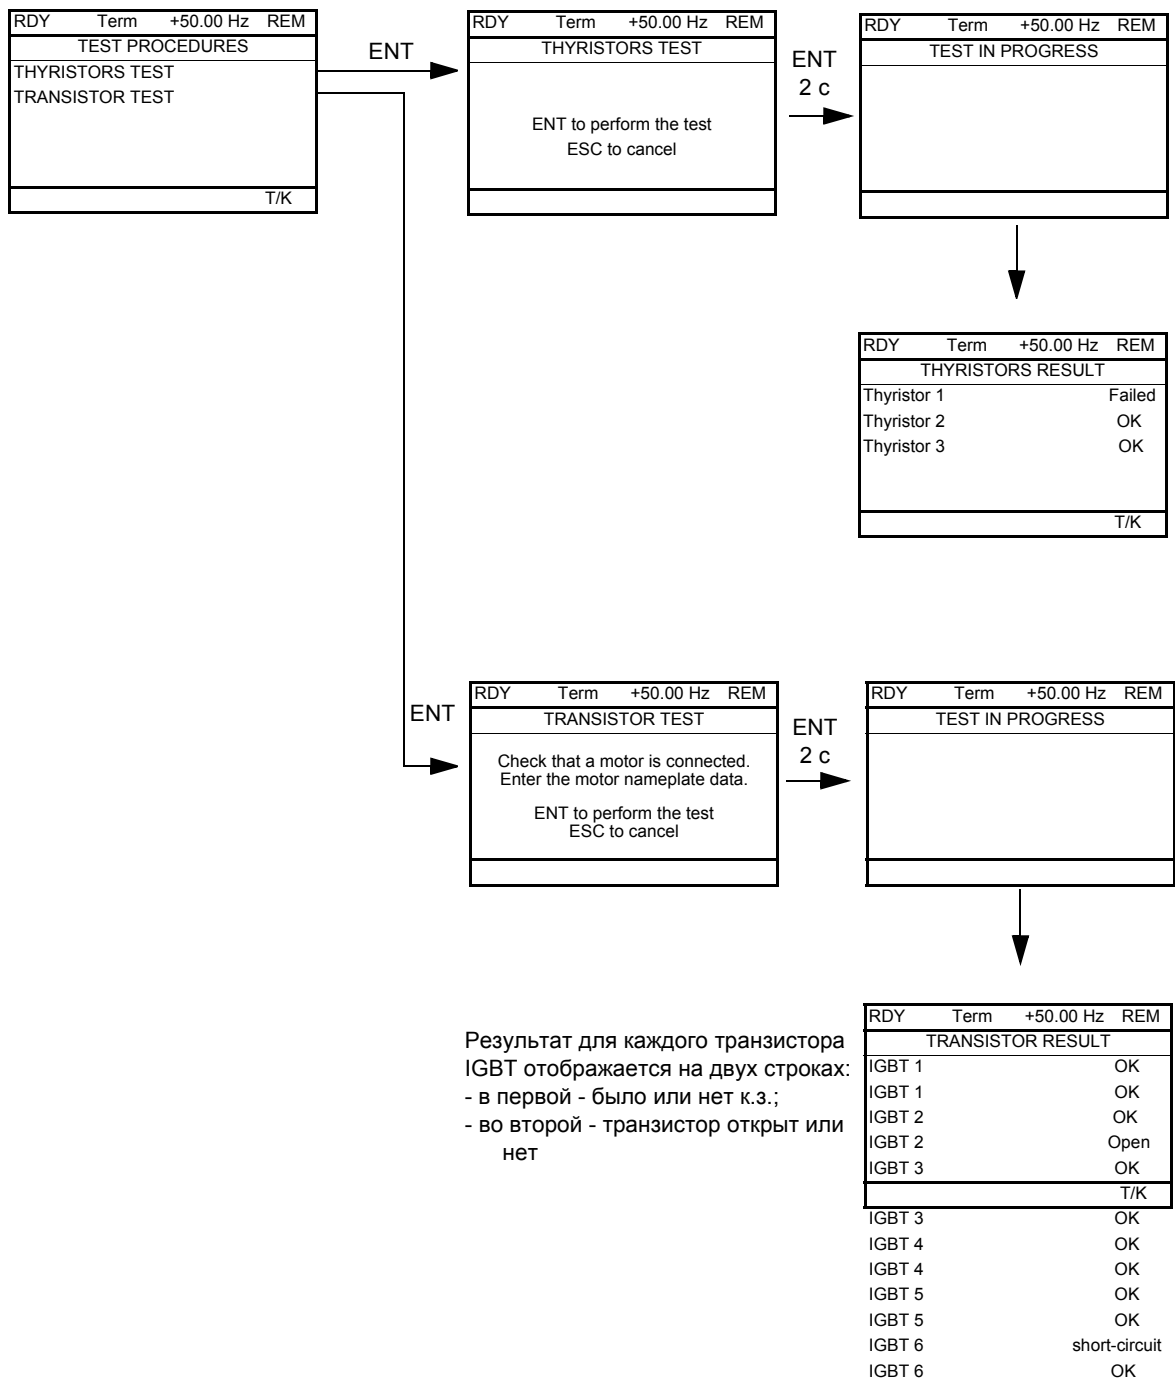 RDY Term +50.00 Hz REM
TEST PROCEDURES
THYRISTORS TEST
TRANSISTOR TEST
T/K
ENT
RDY Term +50.00 Hz REM
THYRISTORS TEST
ENT to perform the test
ESC to cancel
ENT
2 с
RDY Term +50.00 Hz REM
TEST IN PROGRESS
RDY Term +50.00 Hz REM
THYRISTORS RESULT
Thyristor 1 Failed
Thyristor 2 OK
Thyristor 3 OK
T/K
ENT
RDY Term +50.00 Hz REM
TRANSISTOR TEST
Check that a motor is connected.
Enter the motor nameplate data.
ENT to perform the test
ESC to cancel
ENT
2 с
RDY Term +50.00 Hz REM
TEST IN PROGRESS
Результат для каждого транзистора
IGBT отображается на двух строках:
- в первой - было или нет к.з.;
- во второй - транзистор открыт или
нет
RDY Term +50.00 Hz REM
TRANSISTOR RESULT
IGBT 1 OK
IGBT 1 OK
IGBT 2 OK
IGBT 2 Open
IGBT 3 OK
T/K
IGBT 3 OK
IGBT 4 OK
IGBT 4 OK
IGBT 5 OK
IGBT 5 OK
IGBT 6 short-circuit
IGBT 6 OK